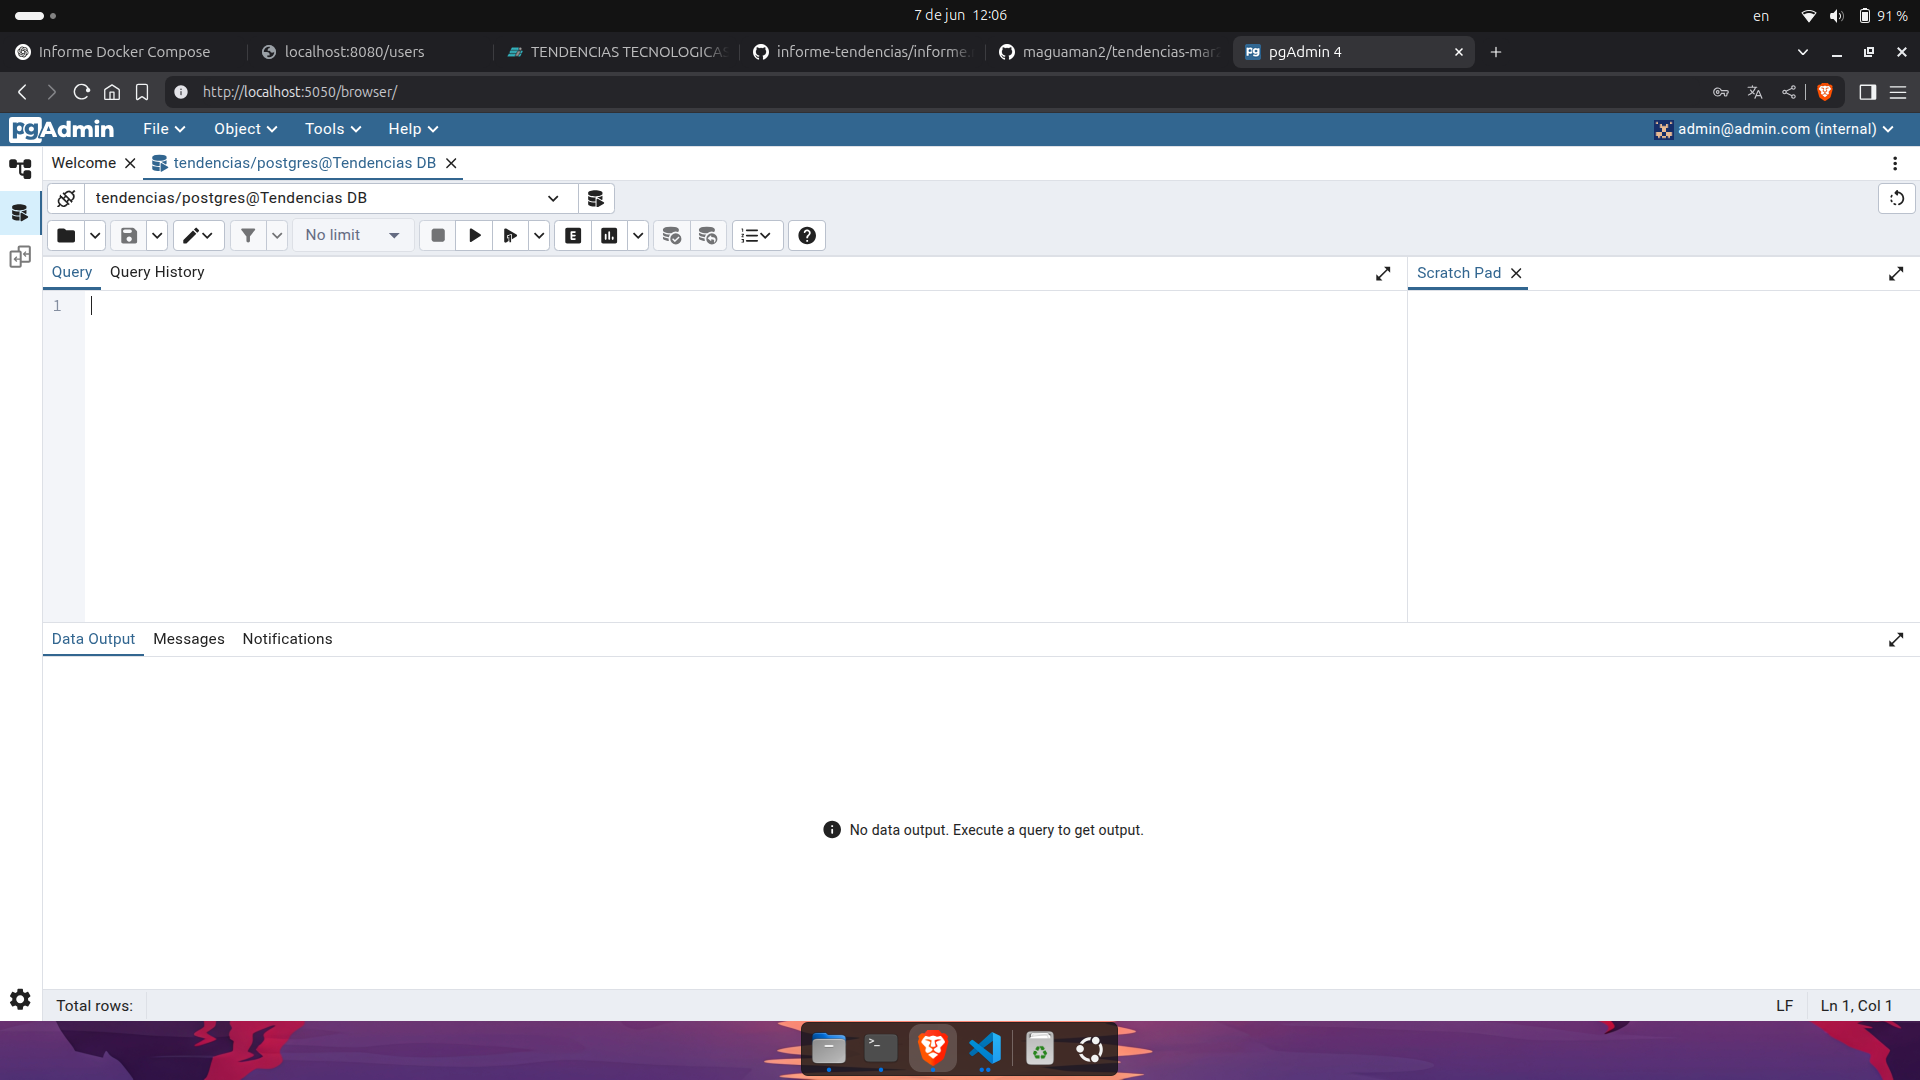 7 de jun 12:06
en
91 %
Informe Docker Compose
localhost:8080/users
TENDENCIAS TECNOLOGICAS
informe-tendencias/informe.
maguaman2/tendencias-mar
pgAdmin 4
http://localhost:5050/browser/
pgAdmin
File
Object
Tools
Help
admin@admin.com (internal)
Welcome
tendencias/postgres@Tendencias DB
tendencias/postgres@Tendencias DB
No limit
E
Query
Query History
Scratch Pad
1
Data Output
Messages
Notifications
No data output. Execute a query to get output.
Total rows:
LF
Ln 1, Col 1